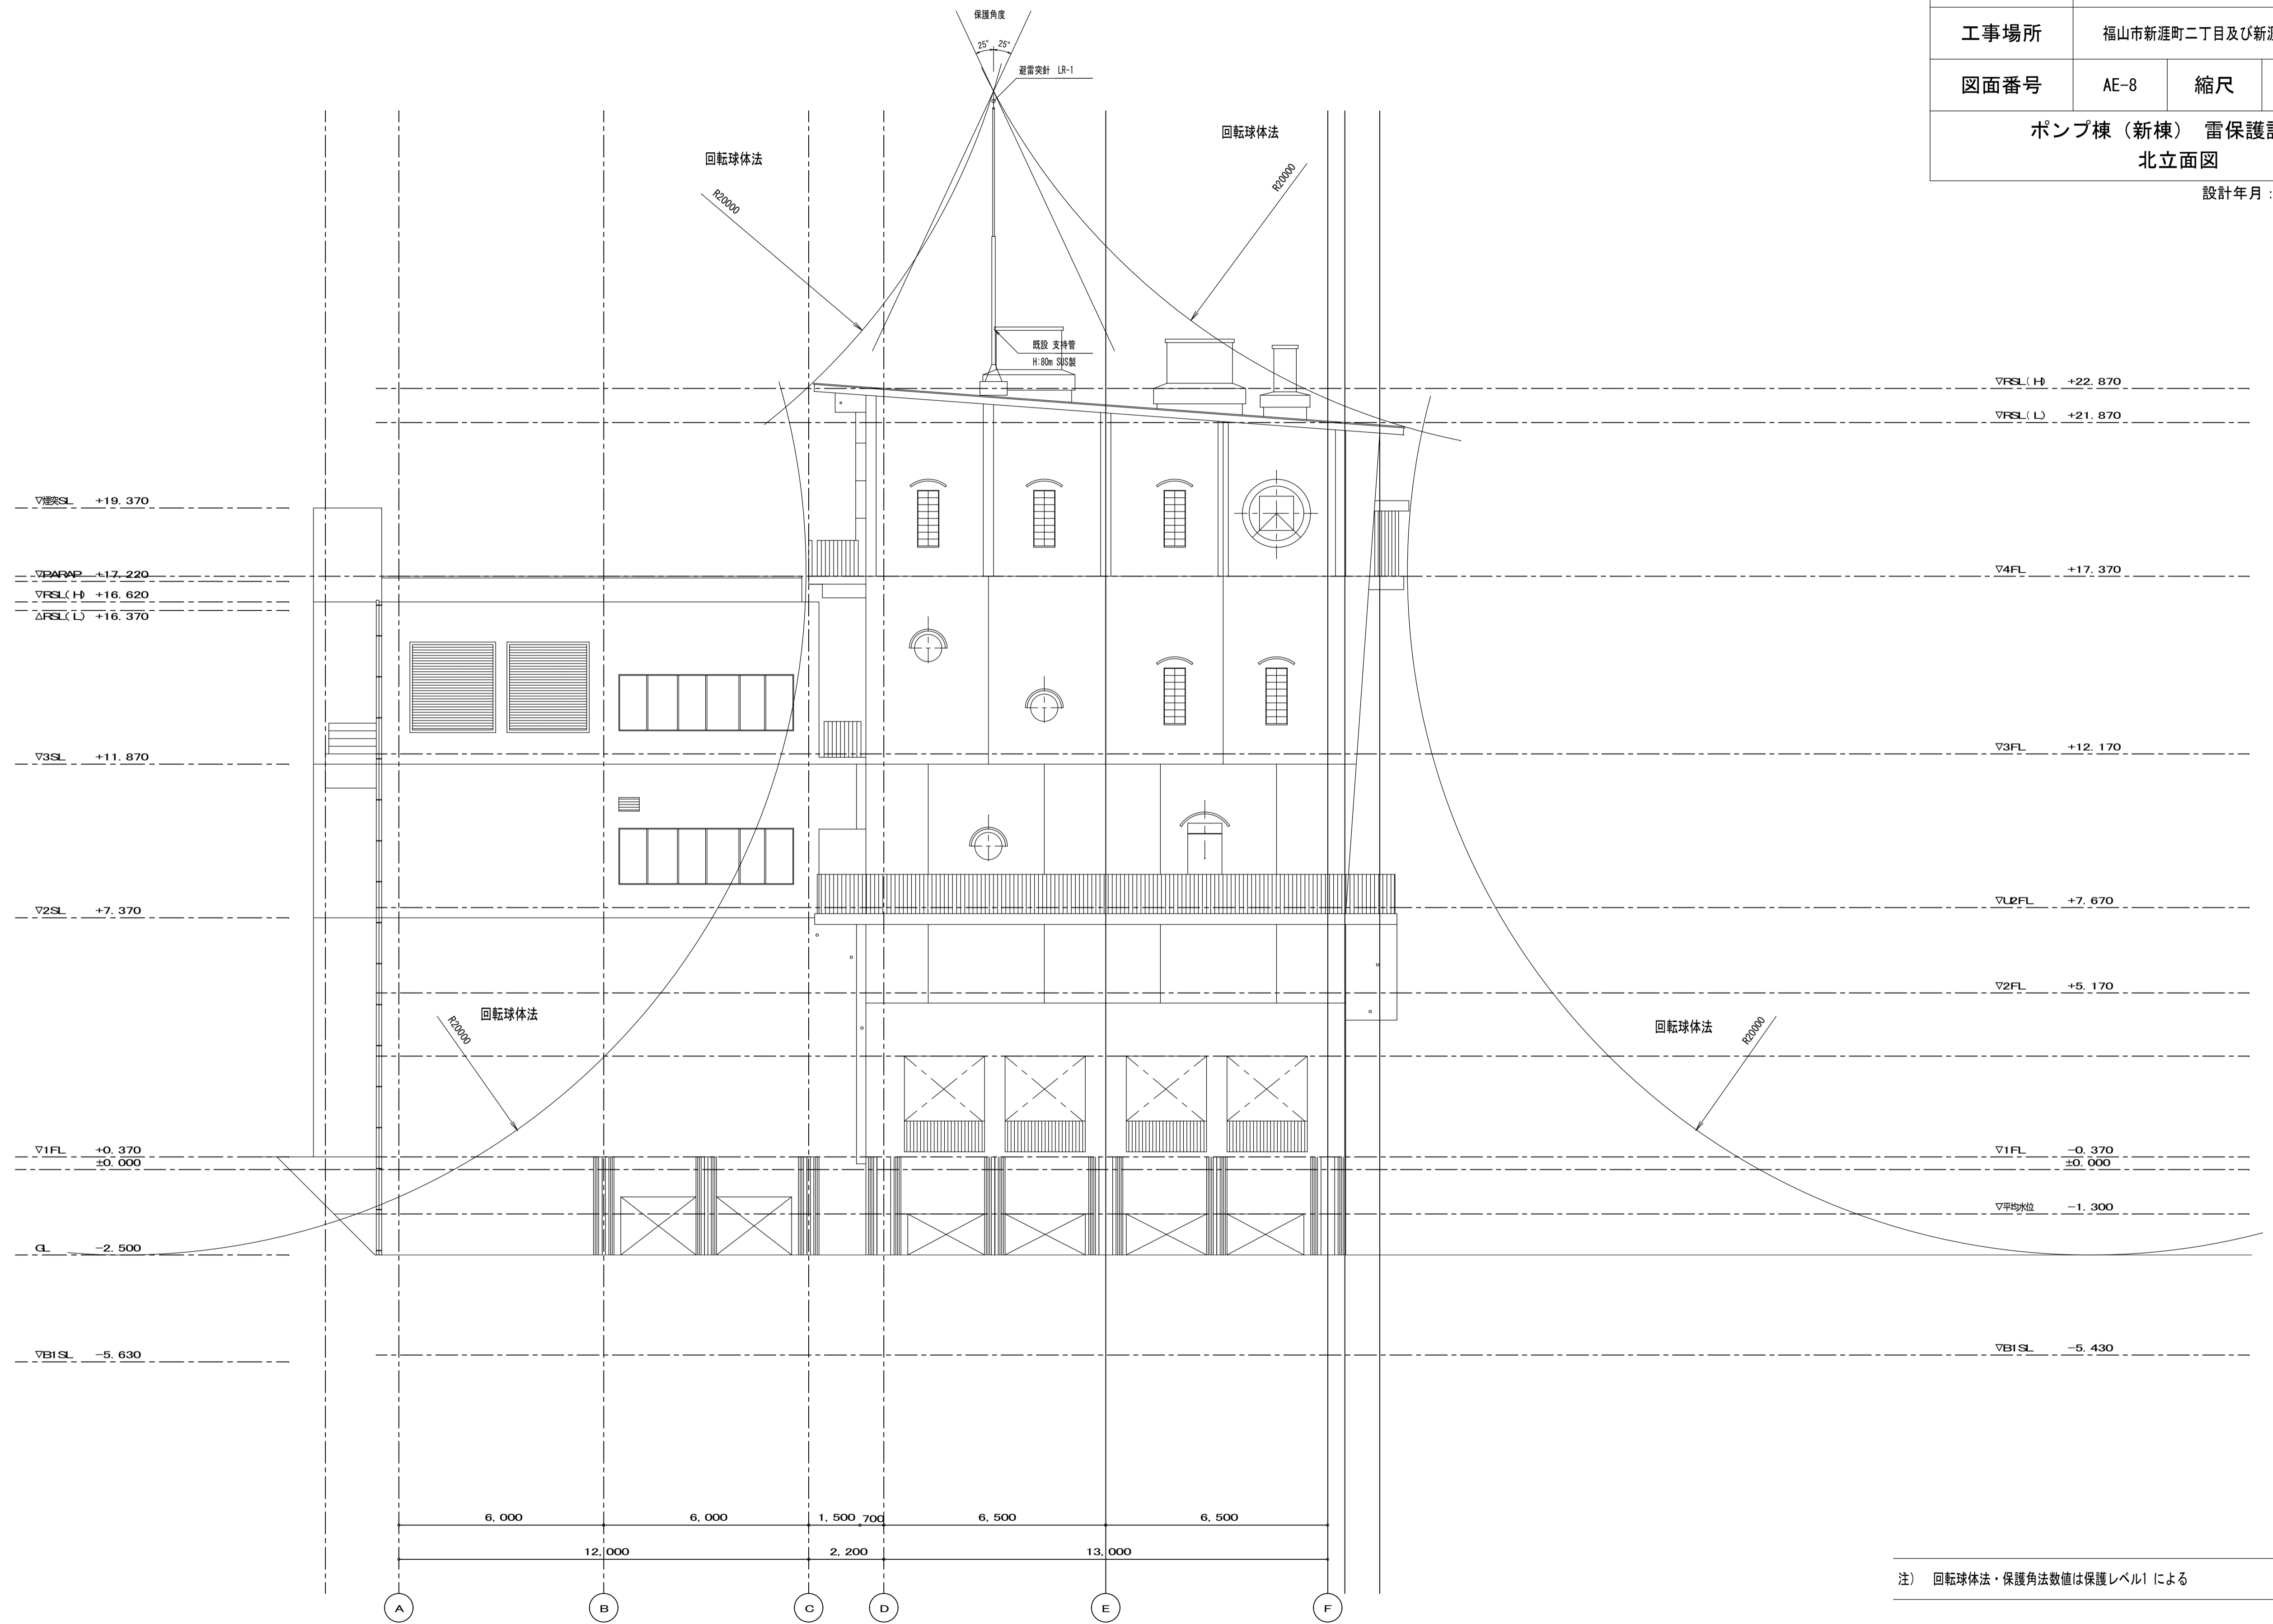 工事場所 福山市新涯町二丁目及び新涯
図面番号 AE-8 縮尺
ポンプ棟（新棟） 雷保護設
北立面図
設計年月：
保護角度
25° 25°
避雷突針 LR-1
回転球体法
R20000
回転球体法
R20000
既設 支持管
H:80m SUS製
▽煙突SL +19.370
▽PARAP +17.220
▽RSL(H) +16.620
△RSL(L) +16.370
▽3SL +11.870
▽2SL +7.370
▽1FL +0.370
±0.000
GL -2.500
▽B1SL -5.630
▽RSL(H) +22.870
▽RSL(L) +21.870
▽4FL +17.370
▽3FL +12.170
▽U2FL +7.670
▽2FL +5.170
▽1FL -0.370
±0.000
▽平均水位 -1.300
▽B1SL -5.430
回転球体法
R20000
回転球体法
R20000
6,000 6,000 1,500 700 6,500 6,500
12,000 2,200 13,000
A B C D E F
注） 回転球体法・保護角法数値は保護レベル1 による